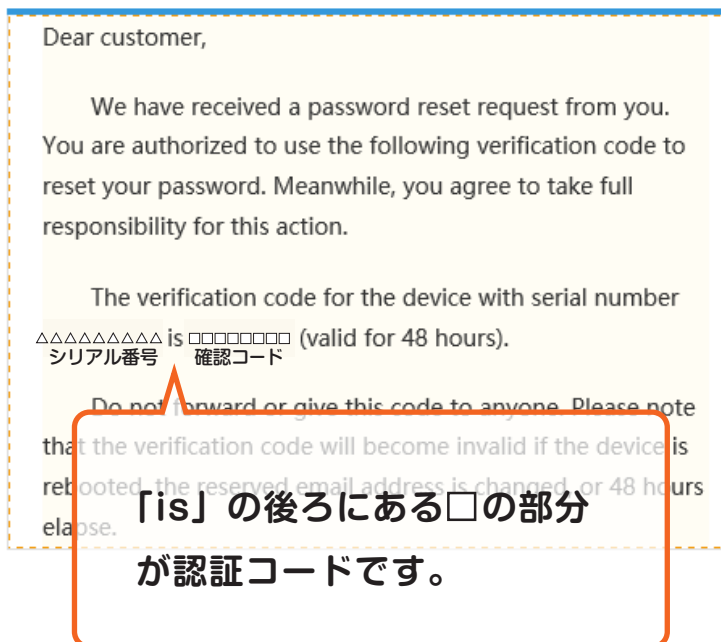 Dear customer,
We have received a password reset request from you.
You are authorized to use the following verification code to
reset your password. Meanwhile, you agree to take full
responsibility for this action.
The verification code for the device with serial number
△△△△△△△△△ is □□□□□□□□ (valid for 48 hours).
シリアル番号 確認コード
Do not forward or give this code to anyone. Please note
that the verification code will become invalid if the device is
rebooted, the reserved email address is changed, or 48 hours
elapse.
「is」の後ろにある□の部分
が認証コードです。